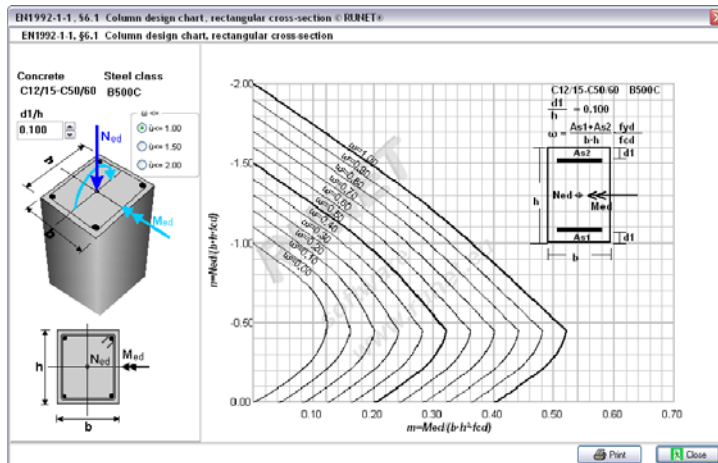 EN1992-1-1, §6.1 Column design chart, rectangular cross-section © RUNET®
EN1992-1-1, §6.1 Column design chart, rectangular cross-section
Concrete Steel class
C12/15-C50/60 B500C
d1/h
0.100
ω <=
ù<= 1.00
ù<= 1.50
ù<= 2.00
Ned
h
b
Med
h
Ned
Med
b
-2.00
-1.50
-1.00
-0.50
0.00
n=Ned/(b·h·fcd)
ω=1.00
ω=0.90
ω=0.80
ω=0.70
ω=0.60
ω=0.50
ω=0.40
ω=0.30
ω=0.20
ω=0.10
ω=0.00
RUNET
software
C12/15-C50/60 B500C
d1/h = 0.100
ω = As1+As2/b·h fyd/fcd
As2
d1
h
Ned
Med
As1
d1
b
0.10 0.20 0.30 0.40 0.50 0.60 0.70
m=Med/(b·h²·fcd)
Print Close